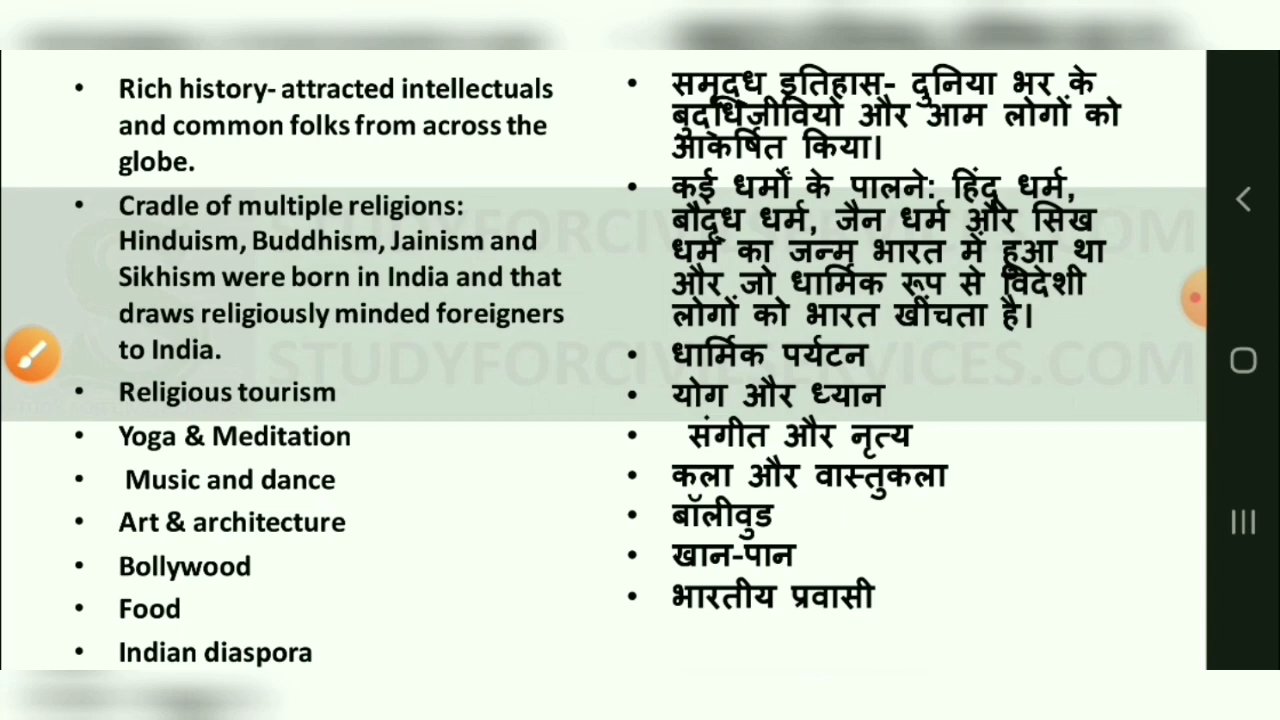 • Rich history- attracted intellectuals
and common folks from across the
globe.
• Cradle of multiple religions:
Hinduism, Buddhism, Jainism and
Sikhism were born in India and that
draws religiously minded foreigners
to India.
• Religious tourism
• Yoga & Meditation
• Music and dance
• Art & architecture
• Bollywood
• Food
• Indian diaspora
• समृद्ध इतिहास- दुनिया भर के
बुद्धिजीवियों और आम लोगों को
आकर्षित किया।
• कई धर्मों के पालने: हिंदू धर्म,
बौद्ध धर्म, जैन धर्म और सिख
धर्म का जन्म भारत में हुआ था
और जो धार्मिक रूप से विदेशी
लोगों को भारत खींचता है।
• धार्मिक पर्यटन
• योग और ध्यान
• संगीत और नृत्य
• कला और वास्तुकला
• बॉलीवुड
• खान-पान
• भारतीय प्रवासी
STUDYFORCIVILSERVICES.COM
STUDYFORCIVILSERVICES.COM